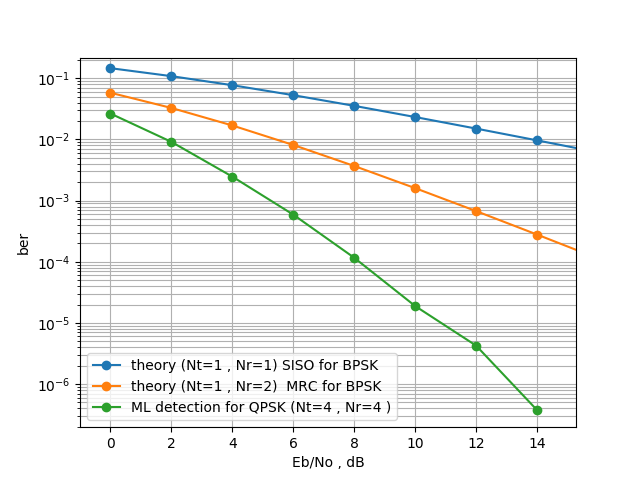 10⁻¹
10⁻²
10⁻³
10⁻⁴
10⁻⁵
10⁻⁶
ber
theory (Nt=1 , Nr=1) SISO for BPSK
theory (Nt=1 , Nr=2)  MRC for BPSK
ML detection for QPSK (Nt=4 , Nr=4 )
0 2 4 6 8 10 12 14
Eb/No , dB